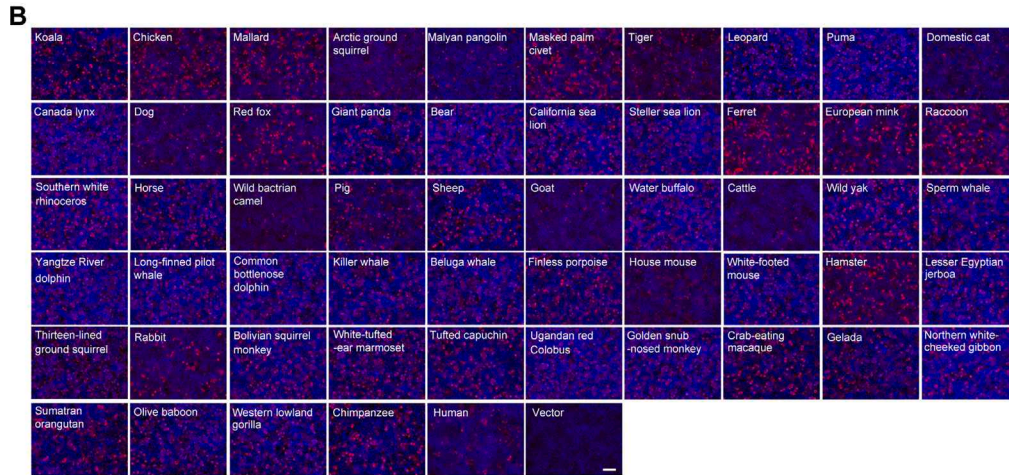 B
Koala
Chicken
Mallard
Arctic ground
squirrel
Malyan pangolin
Masked palm
civet
Tiger
Leopard
Puma
Domestic cat
Canada lynx
Dog
Red fox
Giant panda
Bear
California sea
lion
Steller sea lion
Ferret
European mink
Raccoon
Southern white
rhinoceros
Horse
Wild bactrian
camel
Pig
Sheep
Goat
Water buffalo
Cattle
Wild yak
Sperm whale
Yangtze River
dolphin
Long-finned pilot
whale
Common
bottlenose
dolphin
Killer whale
Beluga whale
Finless porpoise
House mouse
White-footed
mouse
Hamster
Lesser Egyptian
jerboa
Thirteen-lined
ground squirrel
Rabbit
Bolivian squirrel
monkey
White-tufted
-ear marmoset
Tufted capuchin
Ugandan red
Colobus
Golden snub
-nosed monkey
Crab-eating
macaque
Gelada
Northern white-
cheeked gibbon
Sumatran
orangutan
Olive baboon
Western lowland
gorilla
Chimpanzee
Human
Vector